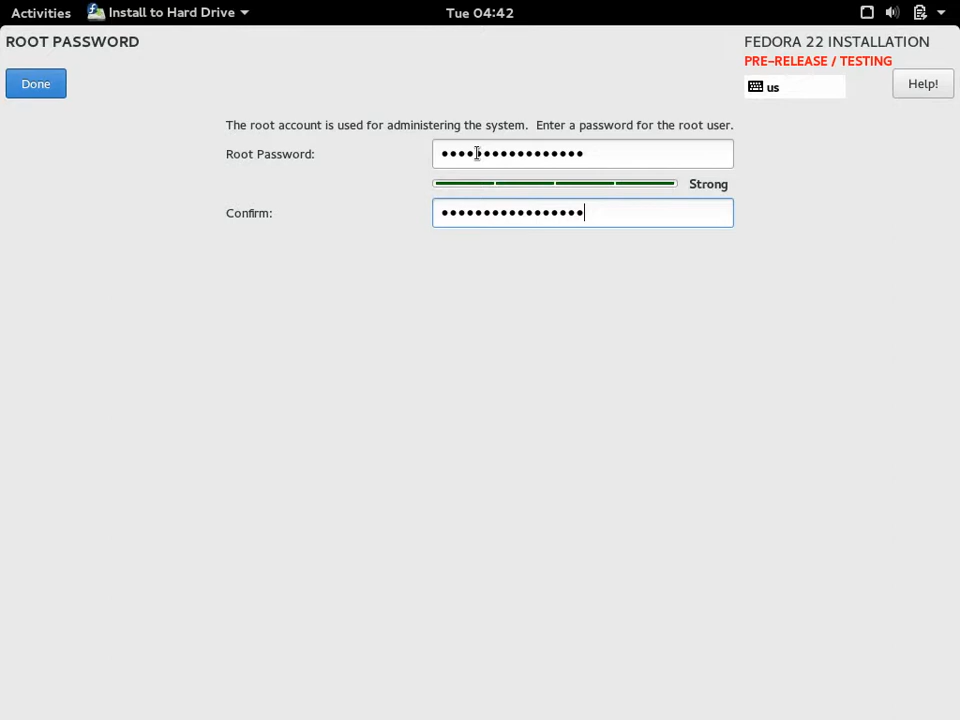 Activities Install to Hard Drive Tue 04:42
ROOT PASSWORD FEDORA 22 INSTALLATION
PRE-RELEASE / TESTING
Done us Help!
The root account is used for administering the system. Enter a password for the root user.
Root Password: •••••••••••••••••
Strong
Confirm: •••••••••••••••••